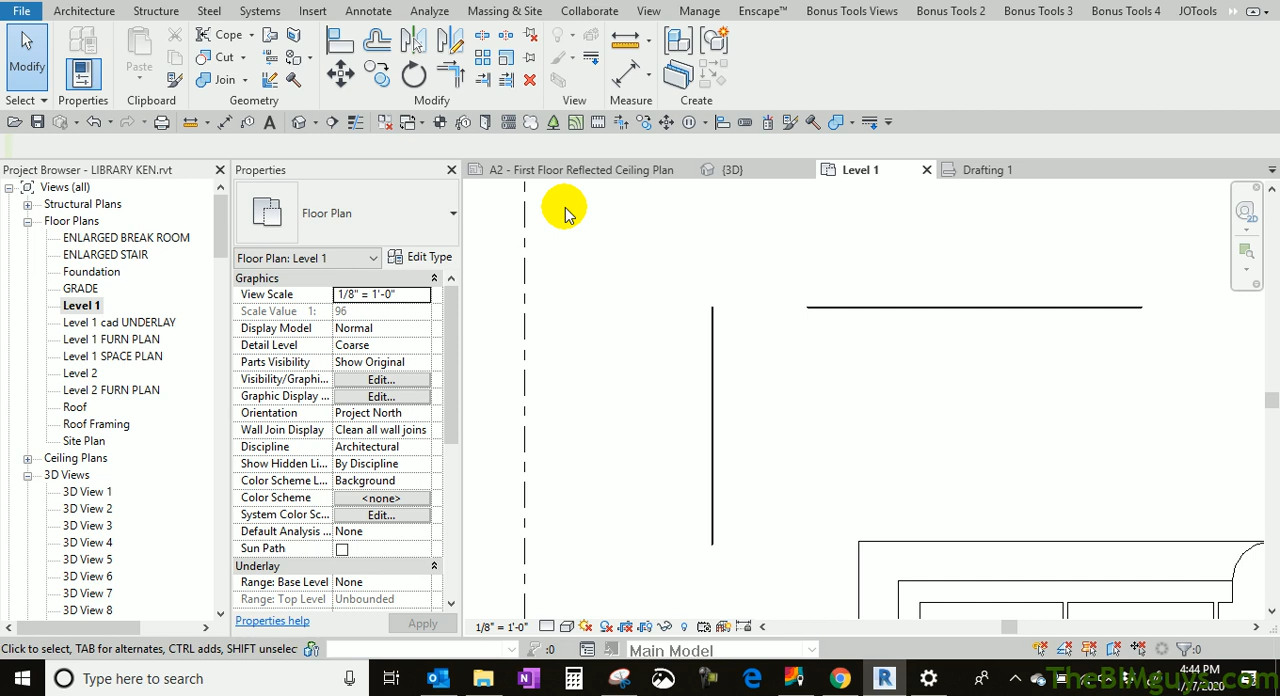 File Architecture Structure Steel Systems Insert Annotate Analyze Massing & Site Collaborate View Manage Enscape™ Bonus Tools Views Bonus Tools 2 Bonus Tools 3 Bonus Tools 4 JOTools
Modify Paste Cope Cut Join
Select Properties Clipboard Geometry Modify View Measure Create
Project Browser - LIBRARY KEN.rvt Properties A2 - First Floor Reflected Ceiling Plan {3D} Level 1 Drafting 1
Views (all)
Structural Plans
Floor Plans
ENLARGED BREAK ROOM
ENLARGED STAIR
Foundation
GRADE
Level 1
Level 1 cad UNDERLAY
Level 1 FURN PLAN
Level 1 SPACE PLAN
Level 2
Level 2 FURN PLAN
Roof
Roof Framing
Site Plan
Ceiling Plans
3D Views
3D View 1
3D View 2
3D View 3
3D View 4
3D View 5
3D View 6
3D View 7
3D View 8
Floor Plan
Floor Plan: Level 1 Edit Type
Graphics
View Scale 1/8" = 1'-0"
Scale Value 1: 96
Display Model Normal
Detail Level Coarse
Parts Visibility Show Original
Visibility/Graphi... Edit...
Graphic Display ... Edit...
Orientation Project North
Wall Join Display Clean all wall joins
Discipline Architectural
Show Hidden Li... By Discipline
Color Scheme L... Background
Color Scheme <none>
System Color Sc... Edit...
Default Analysis ... None
Sun Path
Underlay
Range: Base Level None
Range: Top Level Unbounded
Properties help Apply
2D
1/8" = 1'-0"
Click to select, TAB for alternates, CTRL adds, SHIFT unselec :0 Main Model :0
Type here to search 4:44 PM
TheBIMguys.com